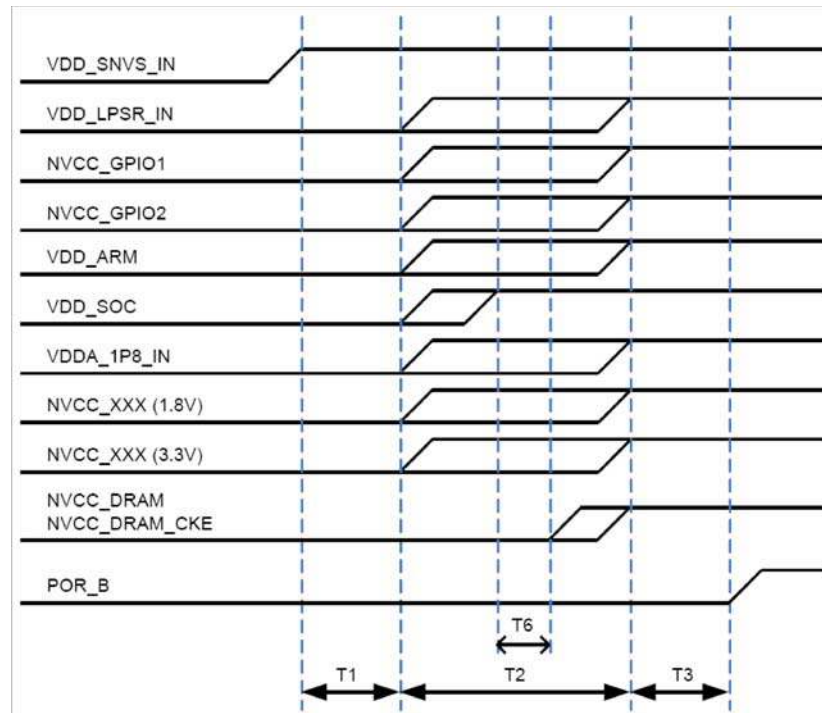 VDD_SNVS_IN
VDD_LPSR_IN
NVCC_GPIO1
NVCC_GPIO2
VDD_ARM
VDD_SOC
VDDA_1P8_IN
NVCC_XXX (1.8V)
NVCC_XXX (3.3V)
NVCC_DRAM
NVCC_DRAM_CKE
POR_B
T6
T1 T2 T3